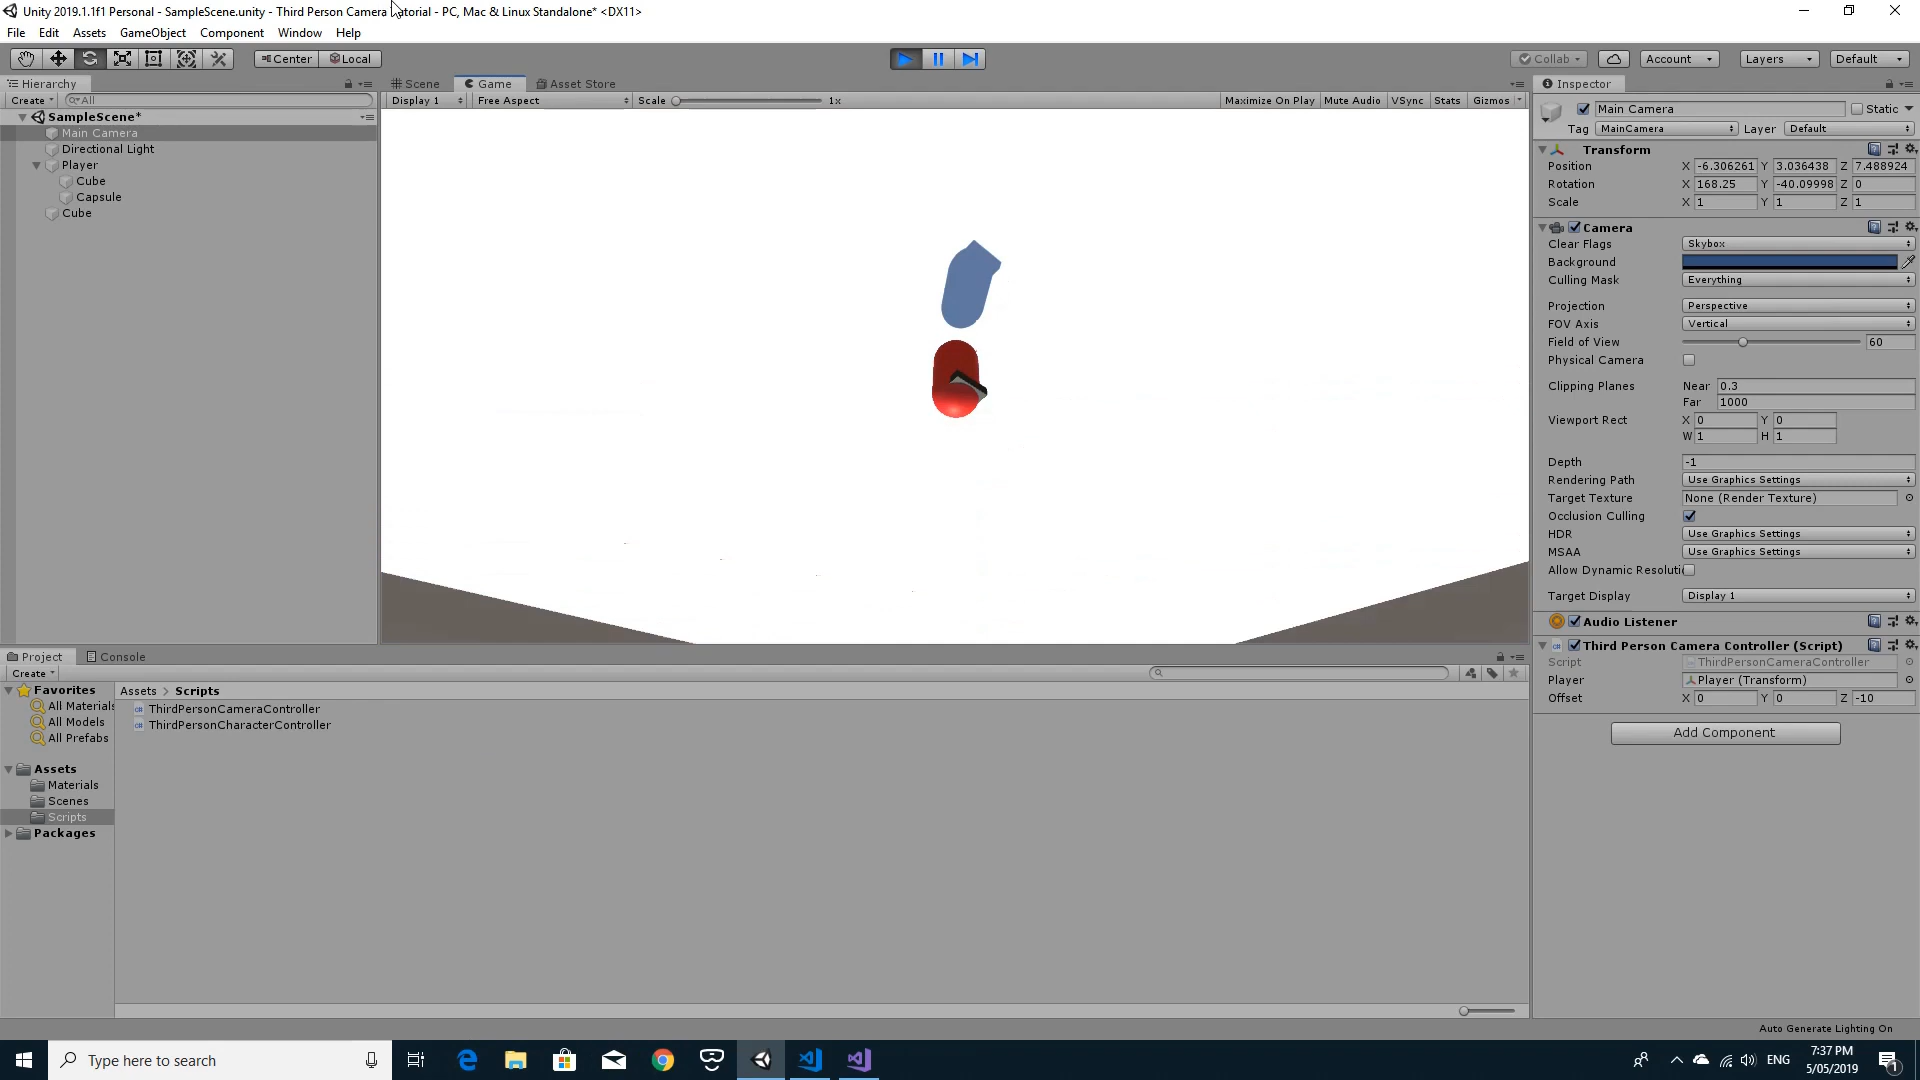 Unity 2019.1.1f1 Personal - SampleScene.unity - Third Person Camera utorial - PC, Mac & Linux Standalone* <DX11>
File Edit Assets GameObject Component Window Help
Center Local Collab Account Layers Default
Hierarchy
Create All
SampleScene*
Main Camera
Directional Light
Player
Cube
Capsule
Cube
Scene Game Asset Store
Display 1 Free Aspect Scale 1x Maximize On Play Mute Audio VSync Stats Gizmos
Inspector
Main Camera Static
Tag MainCamera Layer Default
Transform
Position X -6.306261 Y 3.036438 Z 7.488924
Rotation X 168.25 Y -40.09998 Z 0
Scale X 1 Y 1 Z 1
Camera
Clear Flags Skybox
Background
Culling Mask Everything
Projection Perspective
FOV Axis Vertical
Field of View 60
Physical Camera
Clipping Planes Near 0.3
Far 1000
Viewport Rect X 0 Y 0
W 1 H 1
Depth -1
Rendering Path Use Graphics Settings
Target Texture None (Render Texture)
Occlusion Culling
HDR Use Graphics Settings
MSAA Use Graphics Settings
Allow Dynamic Resoluti
Target Display Display 1
Audio Listener
Third Person Camera Controller (Script)
Script ThirdPersonCameraController
Player Player (Transform)
Offset X 0 Y 0 Z -10
Add Component
Project Console
Create
Favorites
All Materials
All Models
All Prefabs
Assets
Materials
Scenes
Scripts
Packages
Assets > Scripts
ThirdPersonCameraController
ThirdPersonCharacterController
Auto Generate Lighting On
Type here to search
ENG
7:37 PM
5/05/2019
1